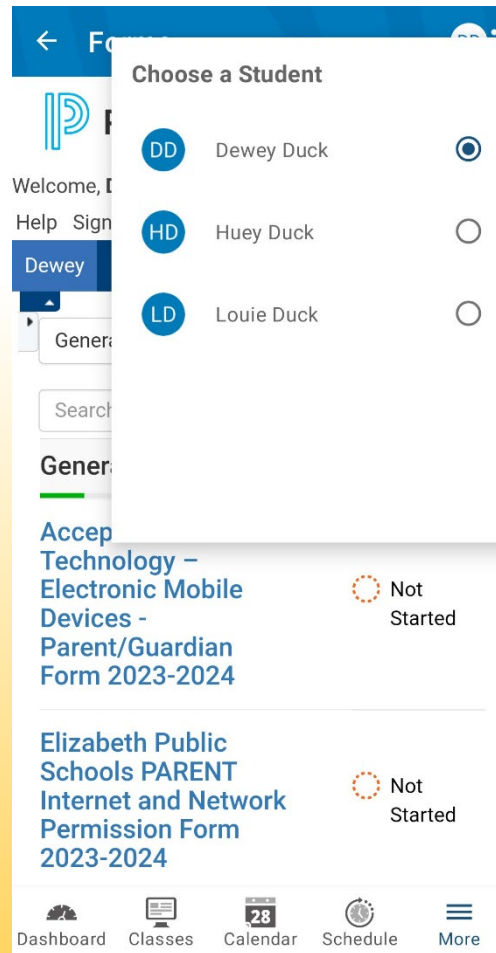 Choose a Student
DD Dewey Duck
HD Huey Duck
LD Louie Duck
Welcome,
Help Sign
Dewey
Search
Technology –
Electronic Mobile
Devices -
Parent/Guardian
Form 2023-2024
Not
Started
Elizabeth Public
Schools PARENT
Internet and Network
Permission Form
2023-2024
Not
Started
28
Dashboard Classes Calendar Schedule More